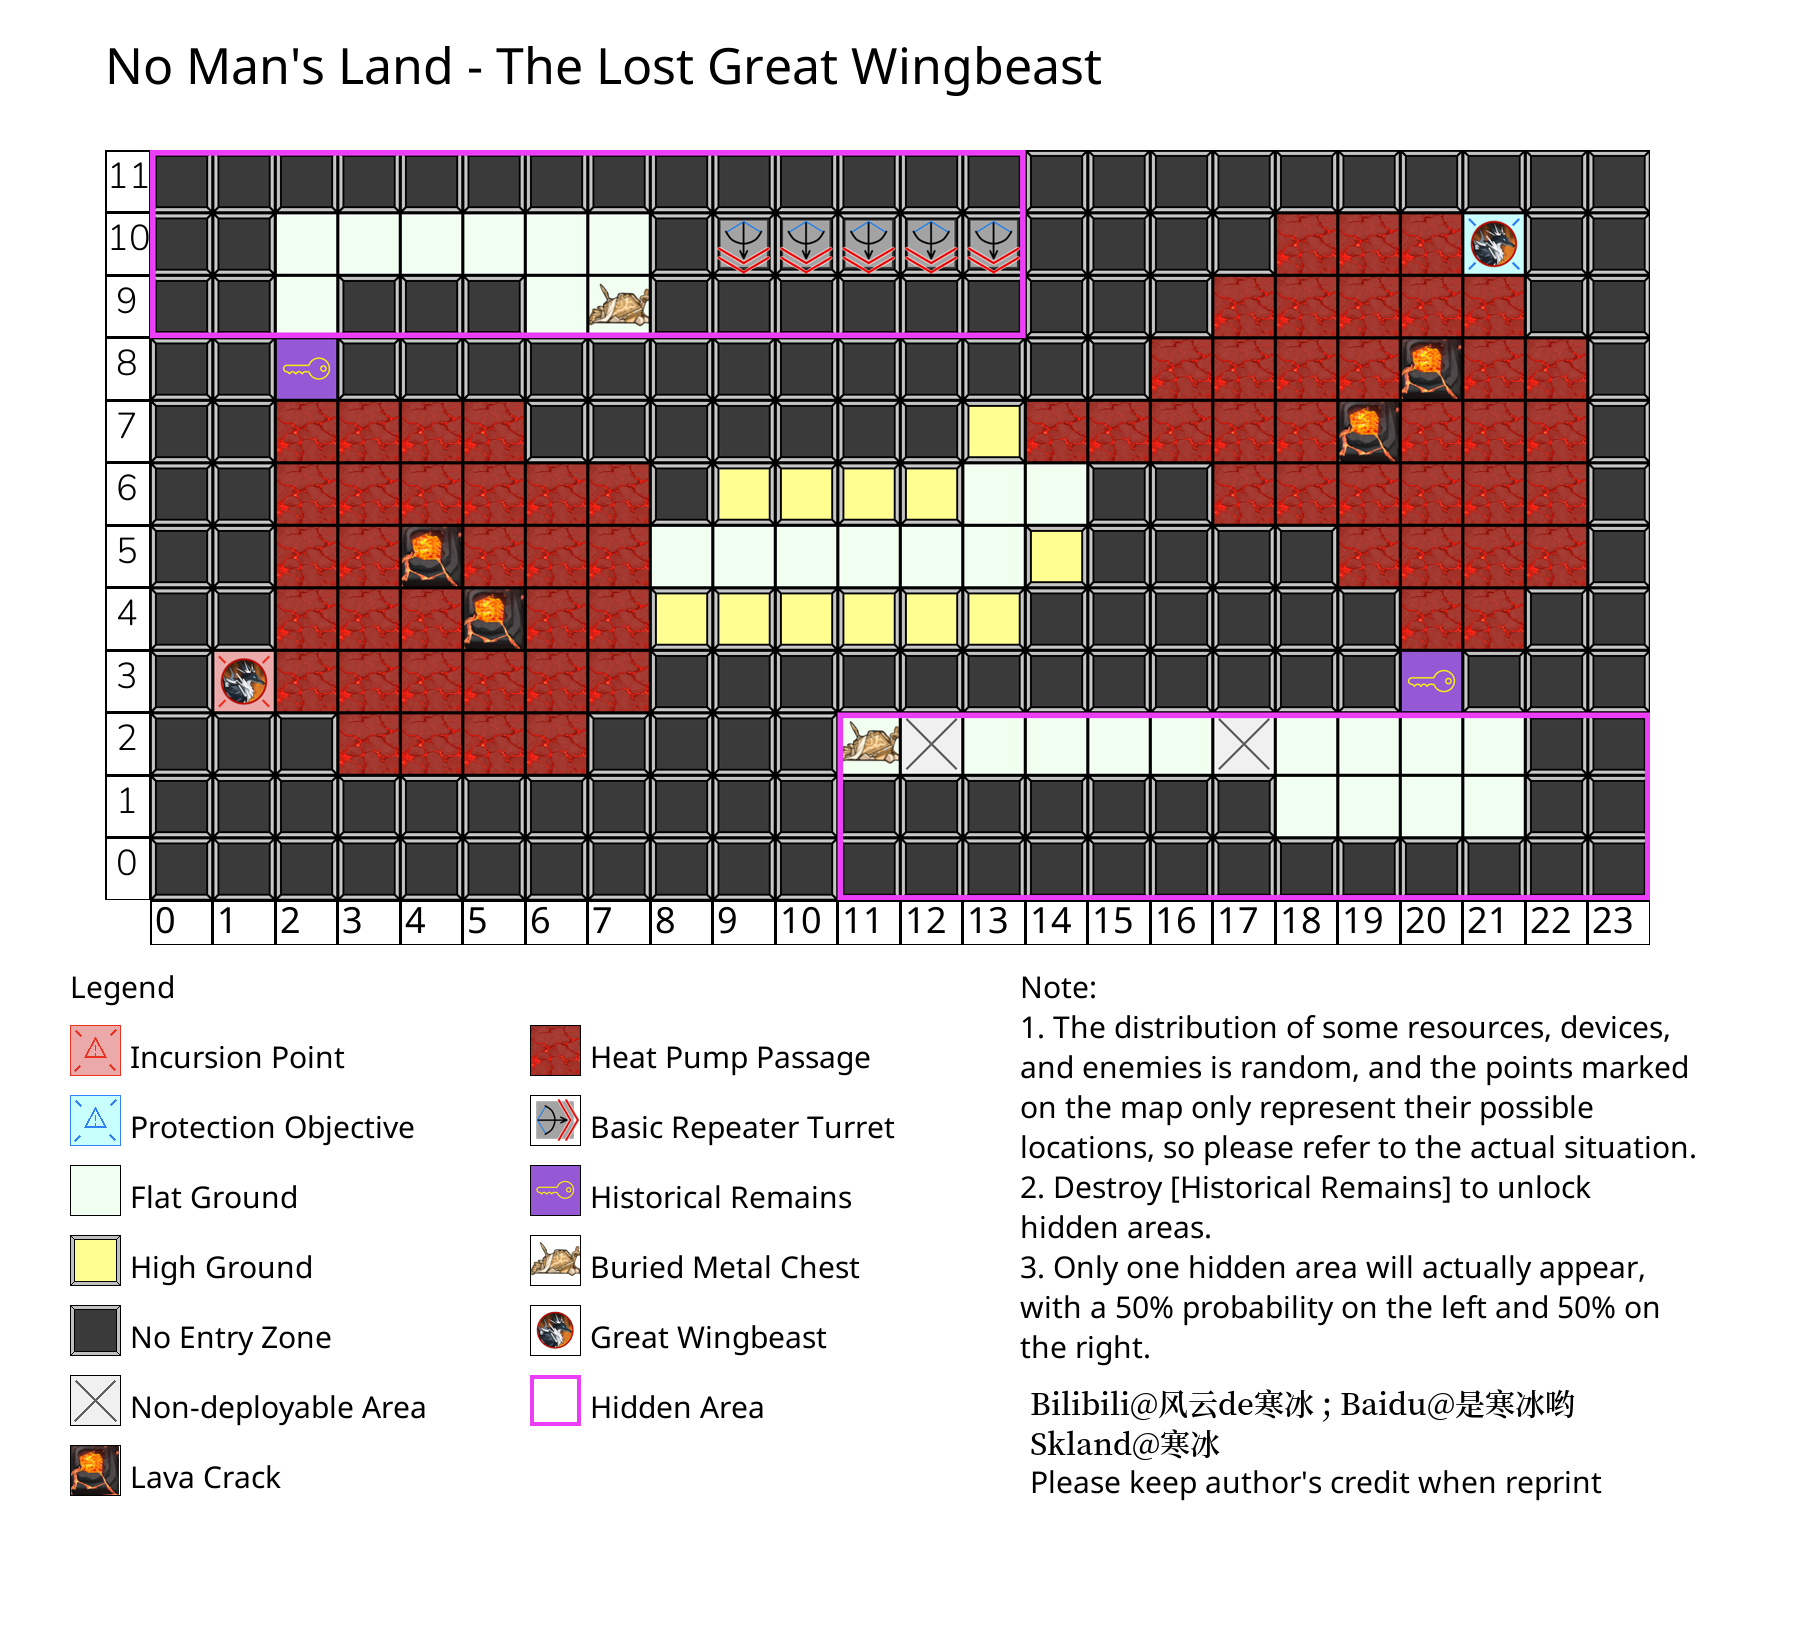 No Man's Land - The Lost Great Wingbeast
11
10
9
8
7
6
5
4
3
2
1
0
0 1 2 3 4 5 6 7 8 9 10 11 12 13 14 15 16 17 18 19 20 21 22 23
Legend
Incursion Point
Protection Objective
Flat Ground
High Ground
No Entry Zone
Non-deployable Area
Lava Crack
Heat Pump Passage
Basic Repeater Turret
Historical Remains
Buried Metal Chest
Great Wingbeast
Hidden Area
Note:
1. The distribution of some resources, devices,
and enemies is random, and the points marked
on the map only represent their possible
locations, so please refer to the actual situation.
2. Destroy [Historical Remains] to unlock
hidden areas.
3. Only one hidden area will actually appear,
with a 50% probability on the left and 50% on
the right.
Bilibili@风云de寒冰 ; Baidu@是寒冰哟
Skland@寒冰
Please keep author's credit when reprint